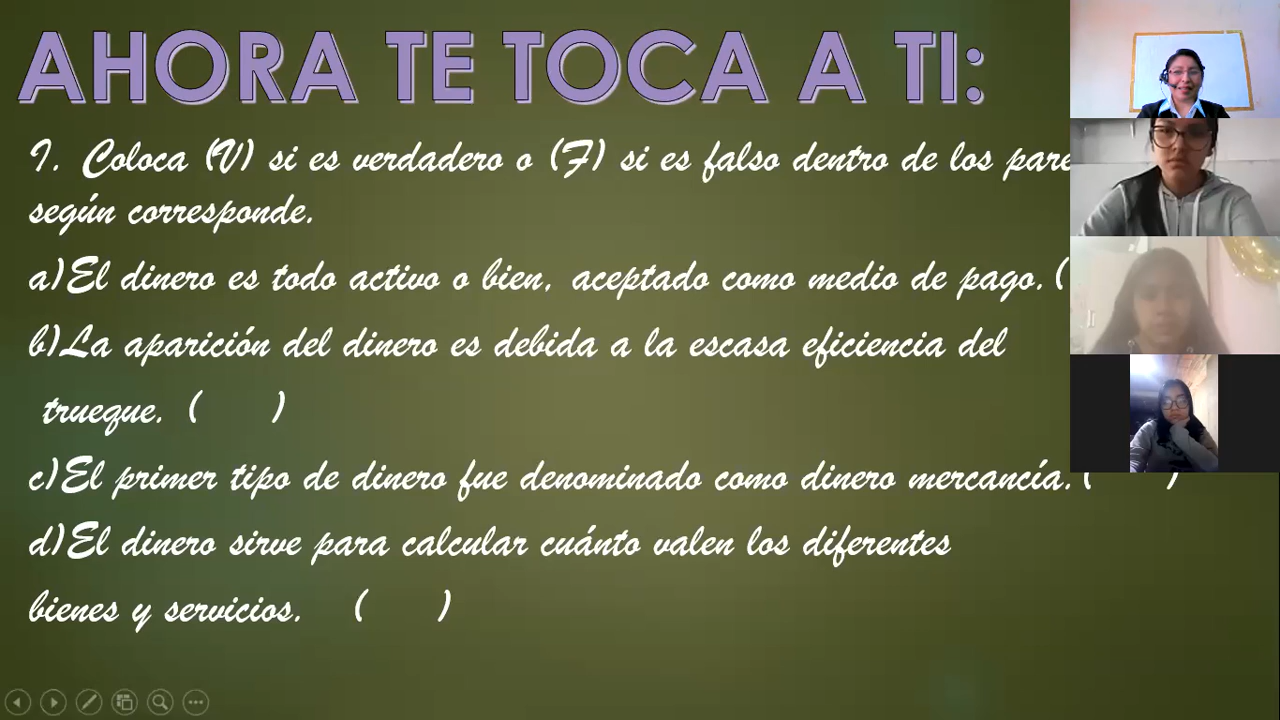 AHORA TE TOCA A TI:
I. Coloca (V) si es verdadero o (F) si es falso dentro de los
según corresponde.
a)El dinero es todo activo o bien, aceptado como medio de pago.(
b)La aparición del dinero es debida a la escasa eficiencia del
trueque. ( )
c)El primer tipo de dinero fue denominado como dinero mercancía.( )
d)El dinero sirve para calcular cuánto valen los diferentes
bienes y servicios. ( )